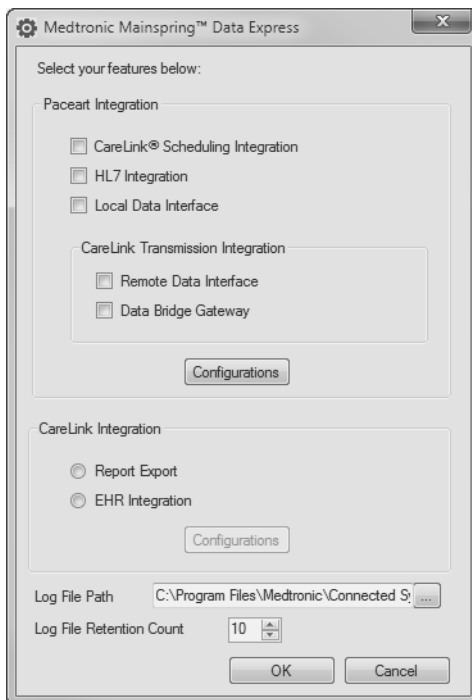 Medtronic Mainspring™ Data Express
Select your features below:
Paceart Integration
CareLink® Scheduling Integration
HL7 Integration
Local Data Interface
CareLink Transmission Integration
Remote Data Interface
Data Bridge Gateway
Configurations
CareLink Integration
Report Export
EHR Integration
Configurations
Log File Path C:\Program Files\Medtronic\Connected Sy ...
Log File Retention Count 10
OK Cancel